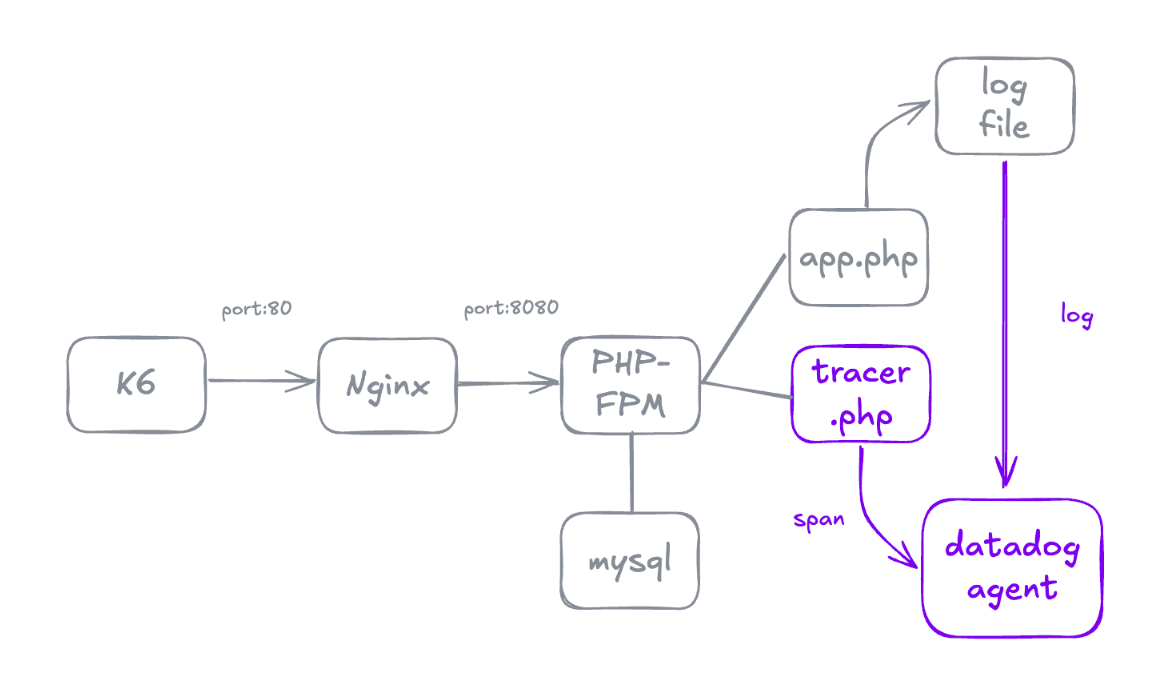 log
file
app.php
port:80
port:8080
log
K6
Nginx
PHP-
FPM
tracer
.php
span
mysql
datadog
agent